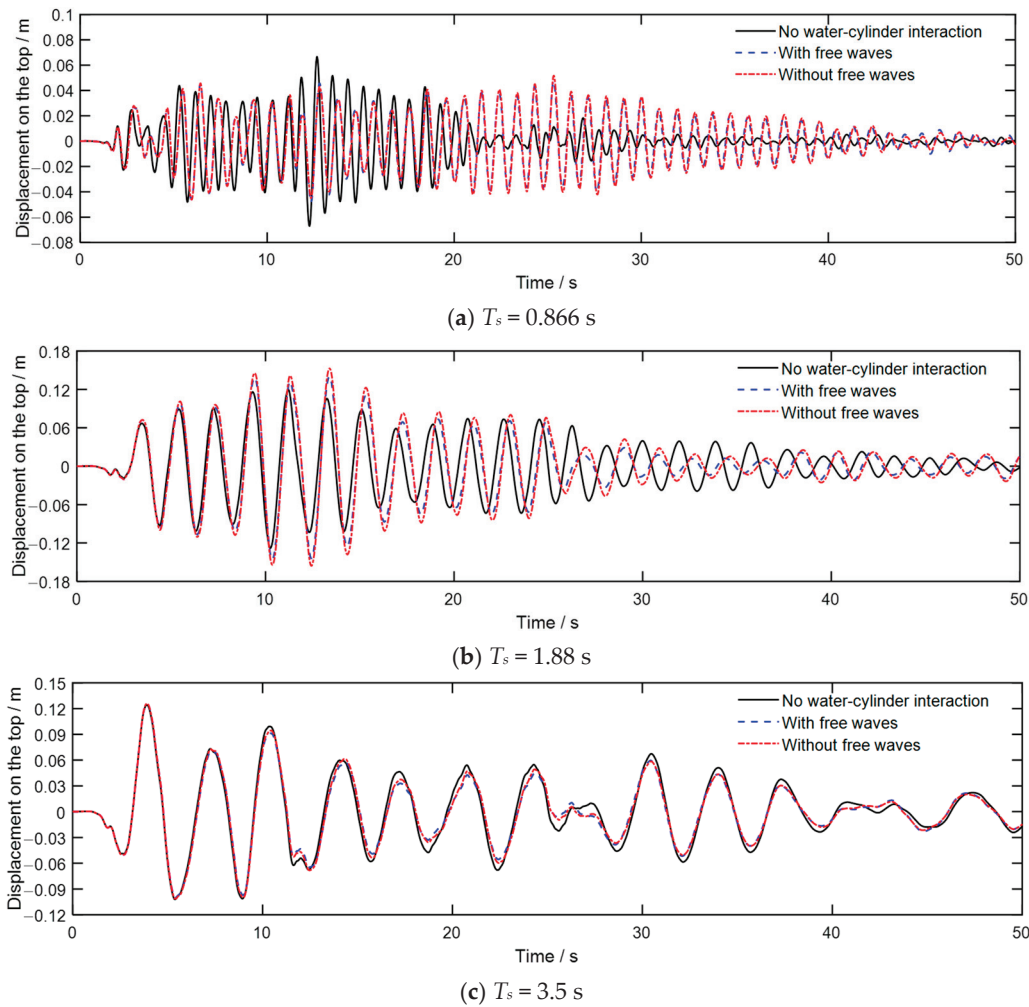 Displacement on the top / m
0.1
0.08
0.06
0.04
0.02
0
−0.02
−0.04
−0.06
−0.08
No water-cylinder interaction
With free waves
Without free waves
0 10 20 30 40 50
Time / s
(a) Ts = 0.866 s
Displacement on the top / m
0.18
0.12
0.06
0
−0.06
−0.12
−0.18
No water-cylinder interaction
With free waves
Without free waves
0 10 20 30 40 50
Time / s
(b) Ts = 1.88 s
Displacement on the top / m
0.15
0.12
0.09
0.06
0.03
0
−0.03
−0.06
−0.09
−0.12
No water-cylinder interaction
With free waves
Without free waves
0 10 20 30 40 50
Time / s
(c) Ts = 3.5 s